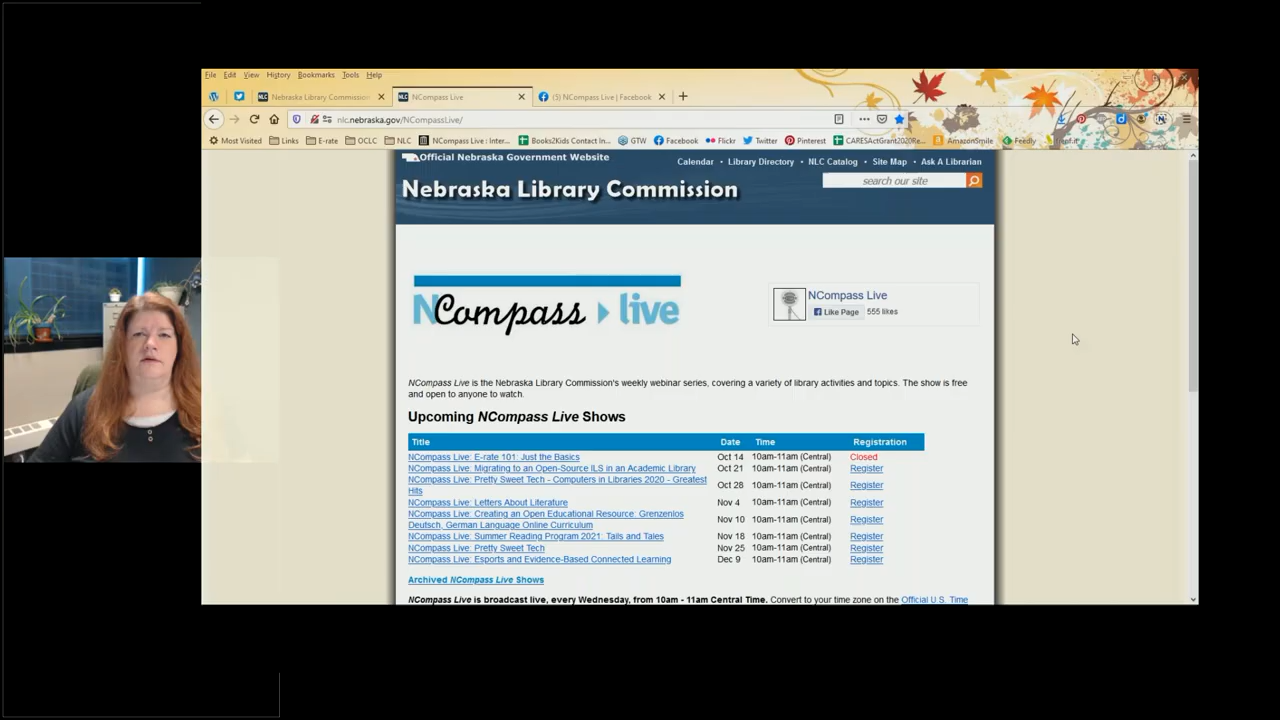 File Edit View History Bookmarks Tools Help
Nebraska Library Commission
NCompass Live
(5) NCompass Live | Facebook
nlc.nebraska.gov/NCompassLive/
Most Visited Links E-rate OCLC NLC NCompass Live : Inter... Books2Kids Contact In... GTW Facebook Flickr Twitter Pinterest CARESActGrant2020Re... AmazonSmile Feedly
Official Nebraska Government Website
Calendar • Library Directory • NLC Catalog • Site Map • Ask A Librarian
Nebraska Library Commission
search our site
NCompass live
NCompass Live
Like Page 555 likes
NCompass Live is the Nebraska Library Commission's weekly webinar series, covering a variety of library activities and topics. The show is free
and open to anyone to watch.
Upcoming NCompass Live Shows
Title Date Time Registration
NCompass Live: E-rate 101: Just the Basics Oct 14 10am-11am (Central) Closed
NCompass Live: Migrating to an Open-Source ILS in an Academic Library Oct 21 10am-11am (Central) Register
NCompass Live: Pretty Sweet Tech - Computers in Libraries 2020 - Greatest
Hits Oct 28 10am-11am (Central) Register
NCompass Live: Letters About Literature Nov 4 10am-11am (Central) Register
NCompass Live: Creating an Open Educational Resource: Grenzenlos
Deutsch, German Language Online Curriculum Nov 10 10am-11am (Central) Register
NCompass Live: Summer Reading Program 2021: Tails and Tales Nov 18 10am-11am (Central) Register
NCompass Live: Pretty Sweet Tech Nov 25 10am-11am (Central) Register
NCompass Live: Esports and Evidence-Based Connected Learning Dec 9 10am-11am (Central) Register
Archived NCompass Live Shows
NCompass Live is broadcast live, every Wednesday, from 10am - 11am Central Time. Convert to your time zone on the Official U.S. Time